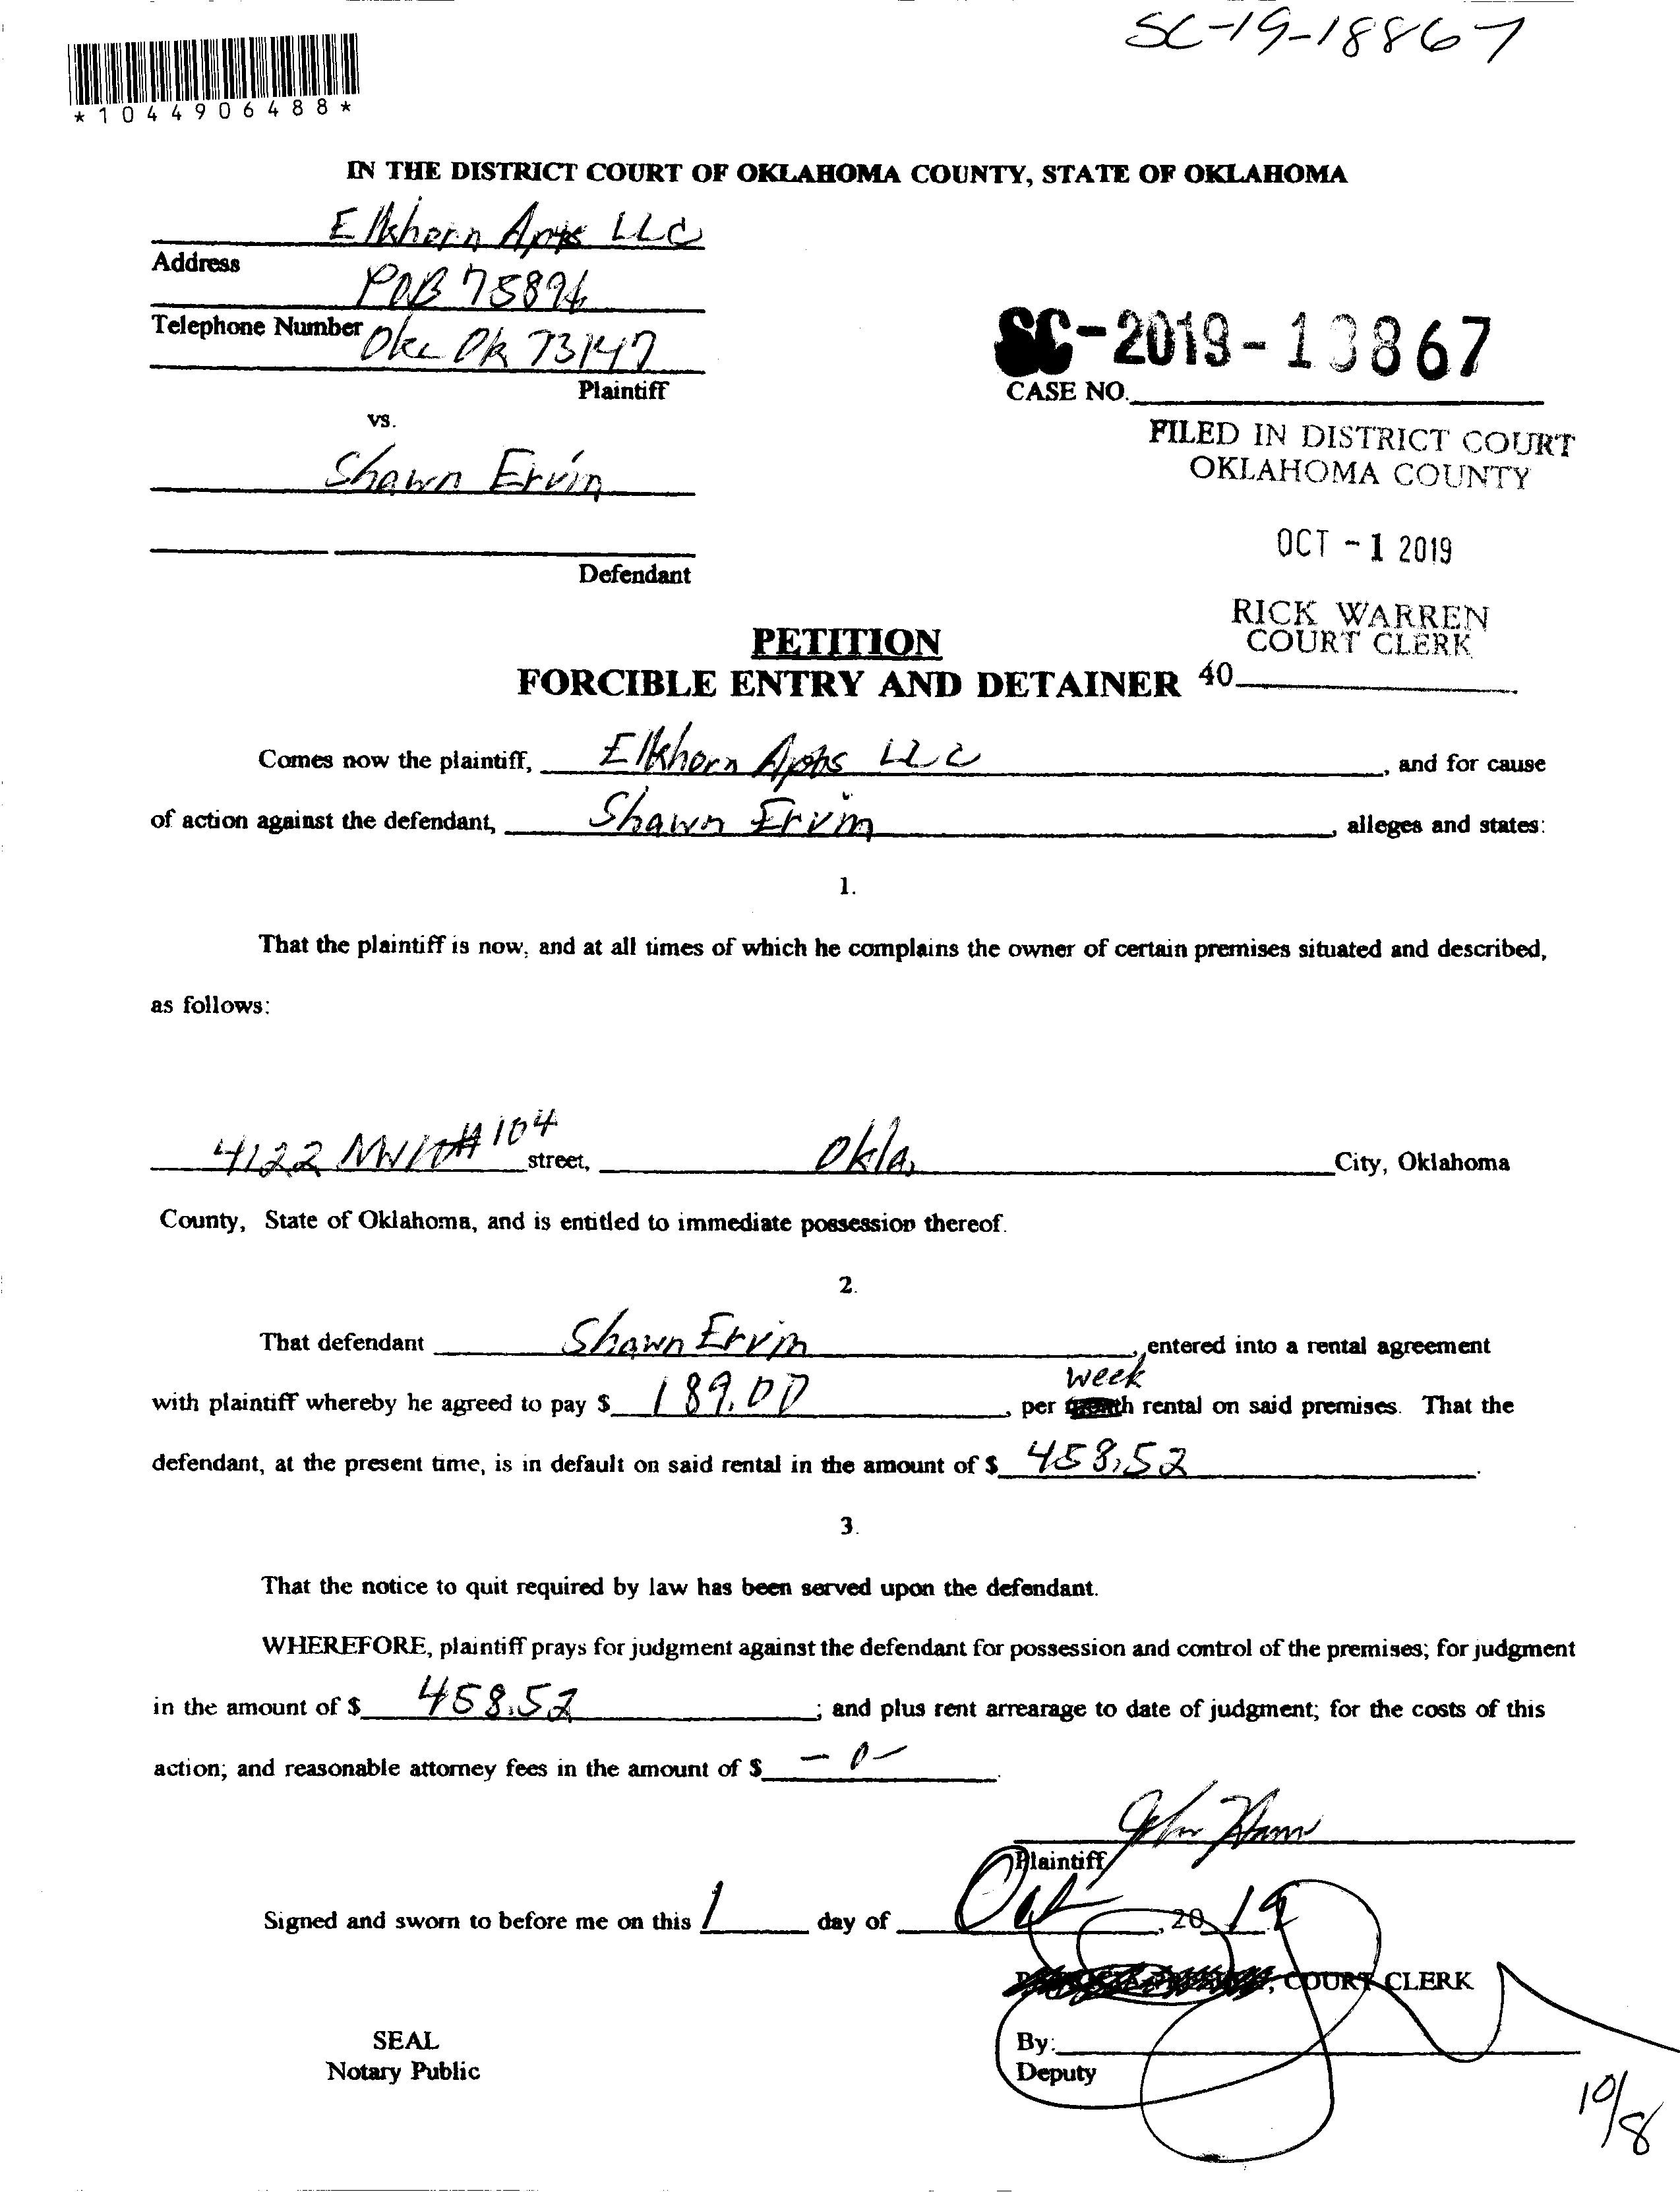 SC-19-18867
*1044906488*
IN THE DISTRICT COURT OF OKLAHOMA COUNTY, STATE OF OKLAHOMA
Elkhorn Apts LLC
Address
POB 75894
Telephone Number Okc Ok 73147
Plaintiff
SC-2019-18867
CASE NO.
vs.
FILED IN DISTRICT COURT
OKLAHOMA COUNTY
Shawn Ervin
OCT -1 2019
Defendant
RICK WARREN
COURT CLERK
PETITION
FORCIBLE ENTRY AND DETAINER 40
Comes now the plaintiff, Elkhorn Apts LLC, and for cause
of action against the defendant, Shawn Ervin, alleges and states:
1.
That the plaintiff is now, and at all times of which he complains the owner of certain premises situated and described,
as follows:
4122 NW10#104 street, Okla, City, Oklahoma
County, State of Oklahoma, and is entitled to immediate possession thereof.
2.
That defendant Shawn Ervin, entered into a rental agreement
week
with plaintiff whereby he agreed to pay $ 189.00, per rental on said premises. That the
defendant, at the present time, is in default on said rental in the amount of $ 458.52.
3.
That the notice to quit required by law has been served upon the defendant.
WHEREFORE, plaintiff prays for judgment against the defendant for possession and control of the premises; for judgment
in the amount of $ 458.52; and plus rent arrearage to date of judgment; for the costs of this
action; and reasonable attorney fees in the amount of $ -0-.
Plaintiff
Signed and sworn to before me on this 1 day of Oct, 2019
, COURT CLERK
SEAL
Notary Public
By:
Deputy
10/8